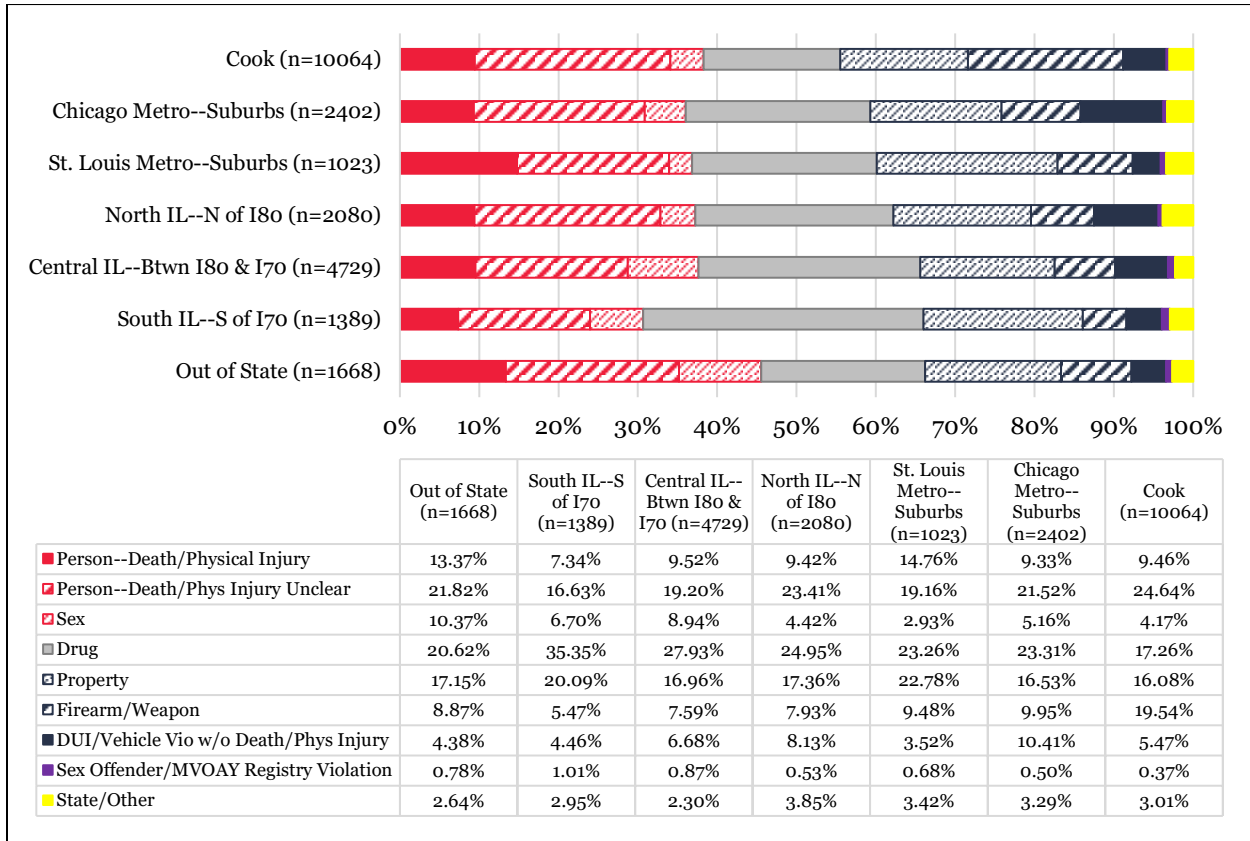 Cook (n=10064)
Chicago Metro--Suburbs (n=2402)
St. Louis Metro--Suburbs (n=1023)
North IL--N of I80 (n=2080)
Central IL--Btwn I80 & I70 (n=4729)
South IL--S of I70 (n=1389)
Out of State (n=1668)
0% 10% 20% 30% 40% 50% 60% 70% 80% 90% 100%
Out of State
(n=1668)
South IL--S
of I70
(n=1389)
Central IL--
Btwn I80 &
I70 (n=4729)
North IL--N
of I80
(n=2080)
St. Louis
Metro--
Suburbs
(n=1023)
Chicago
Metro--
Suburbs
(n=2402)
Cook
(n=10064)
Person--Death/Physical Injury 13.37% 7.34% 9.52% 9.42% 14.76% 9.33% 9.46%
Person--Death/Phys Injury Unclear 21.82% 16.63% 19.20% 23.41% 19.16% 21.52% 24.64%
Sex 10.37% 6.70% 8.94% 4.42% 2.93% 5.16% 4.17%
Drug 20.62% 35.35% 27.93% 24.95% 23.26% 23.31% 17.26%
Property 17.15% 20.09% 16.96% 17.36% 22.78% 16.53% 16.08%
Firearm/Weapon 8.87% 5.47% 7.59% 7.93% 9.48% 9.95% 19.54%
DUI/Vehicle Vio w/o Death/Phys Injury 4.38% 4.46% 6.68% 8.13% 3.52% 10.41% 5.47%
Sex Offender/MVOAY Registry Violation 0.78% 1.01% 0.87% 0.53% 0.68% 0.50% 0.37%
State/Other 2.64% 2.95% 2.30% 3.85% 3.42% 3.29% 3.01%